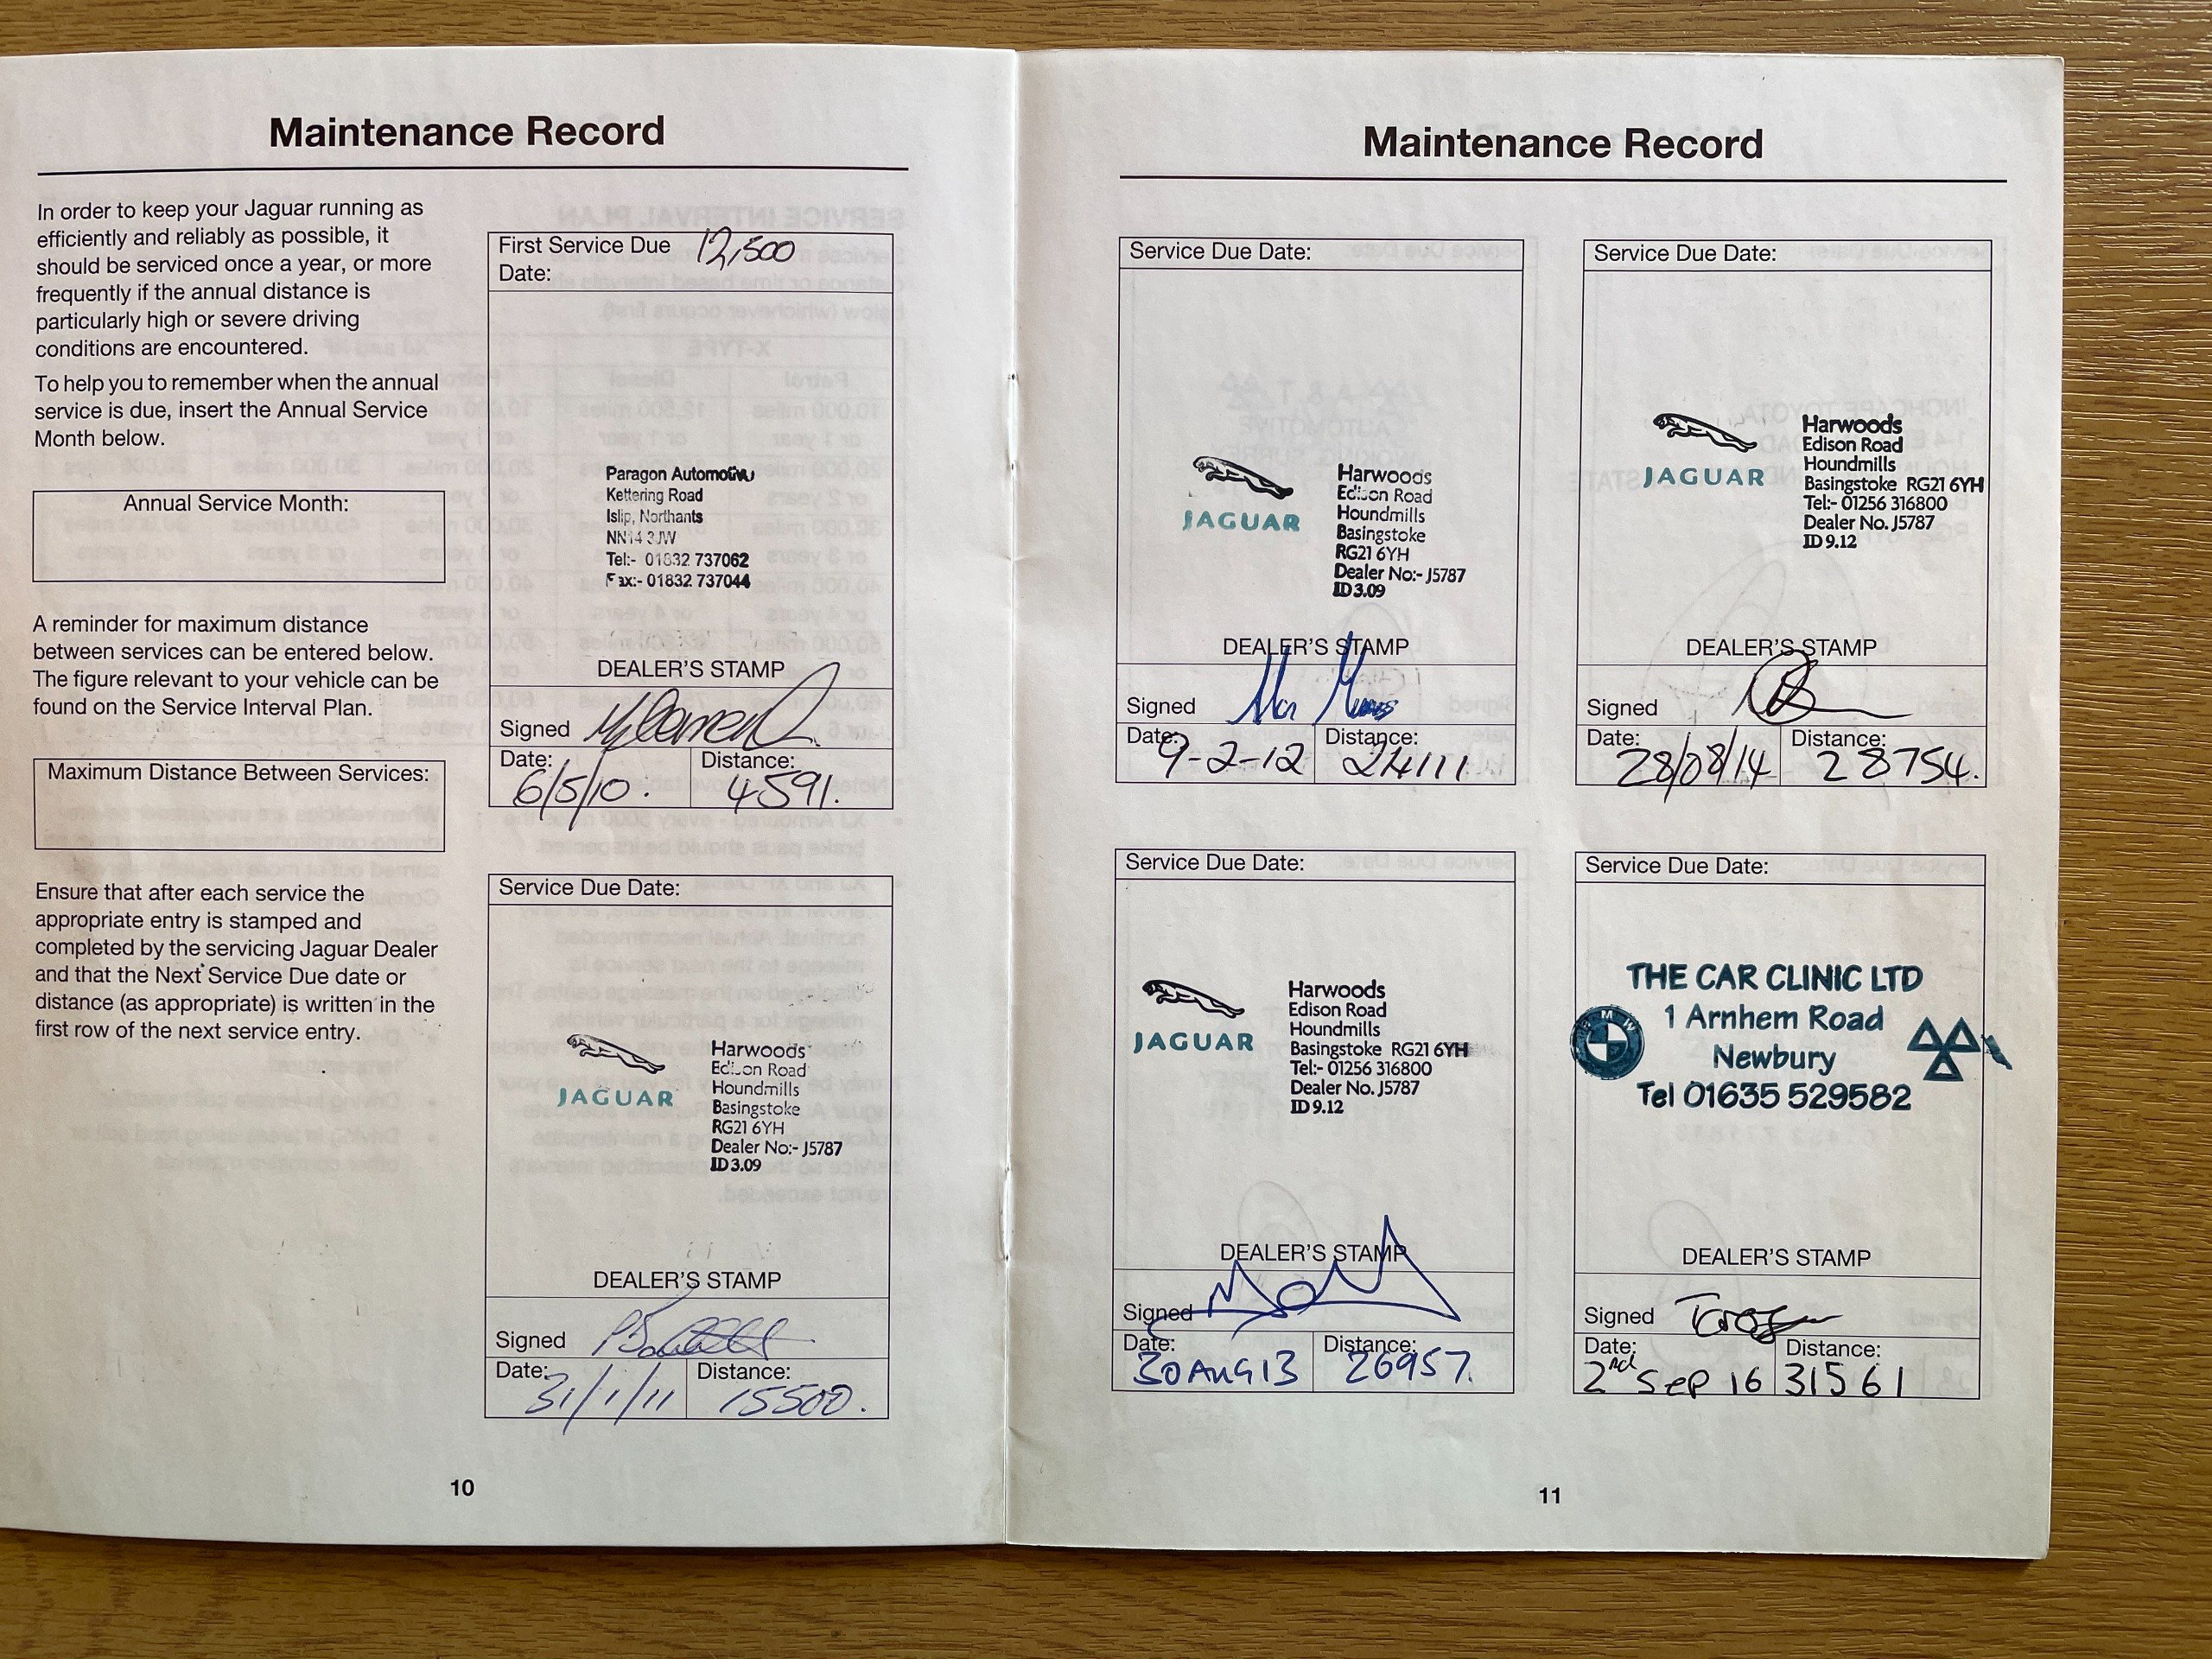 Maintenance Record
In order to keep your Jaguar running as
efficiently and reliably as possible, it
should be serviced once a year, or more
frequently if the annual distance is
particularly high or severe driving
conditions are encountered.
To help you to remember when the annual
service is due, insert the Annual Service
Month below.
Annual Service Month:
A reminder for maximum distance
between services can be entered below.
The figure relevant to your vehicle can be
found on the Service Interval Plan.
Maximum Distance Between Services:
Ensure that after each service the
appropriate entry is stamped and
completed by the servicing Jaguar Dealer
and that the Next Service Due date or
distance (as appropriate) is written in the
first row of the next service entry.
First Service Due 12,500
Date:
Paragon Automotive
Kettering Road
Islip, Northants
NN14 3JW
Tel:- 01832 737062
Fax:- 01832 737044
DEALER'S STAMP
Signed
Date: Distance:
6/5/10. 4591.
Service Due Date:
JAGUAR
Harwoods
Edison Road
Houndmills
Basingstoke
RG21 6YH
Dealer No:- J5787
ID 3.09
DEALER'S STAMP
Signed
Date: Distance:
31/1/11 15500.
10
Maintenance Record
Service Due Date:
JAGUAR
Harwoods
Edison Road
Houndmills
Basingstoke
RG21 6YH
Dealer No:- J5787
ID 3.09
DEALER'S STAMP
Signed
Date: Distance:
9-2-12 24111
Service Due Date:
JAGUAR
Harwoods
Edison Road
Houndmills
Basingstoke RG21 6YH
Tel:- 01256 316800
Dealer No. J5787
ID 9.12
DEALER'S STAMP
Signed
Date: Distance:
28/08/14 28754.
Service Due Date:
JAGUAR
Harwoods
Edison Road
Houndmills
Basingstoke RG21 6YH
Tel:- 01256 316800
Dealer No. J5787
ID 9.12
DEALER'S STAMP
Signed
Date: Distance:
30 AUG 13 26957.
Service Due Date:
THE CAR CLINIC LTD
BMW
1 Arnhem Road
Newbury
Tel 01635 529582
DEALER'S STAMP
Signed
Date: Distance:
2nd Sep 16 31561
11